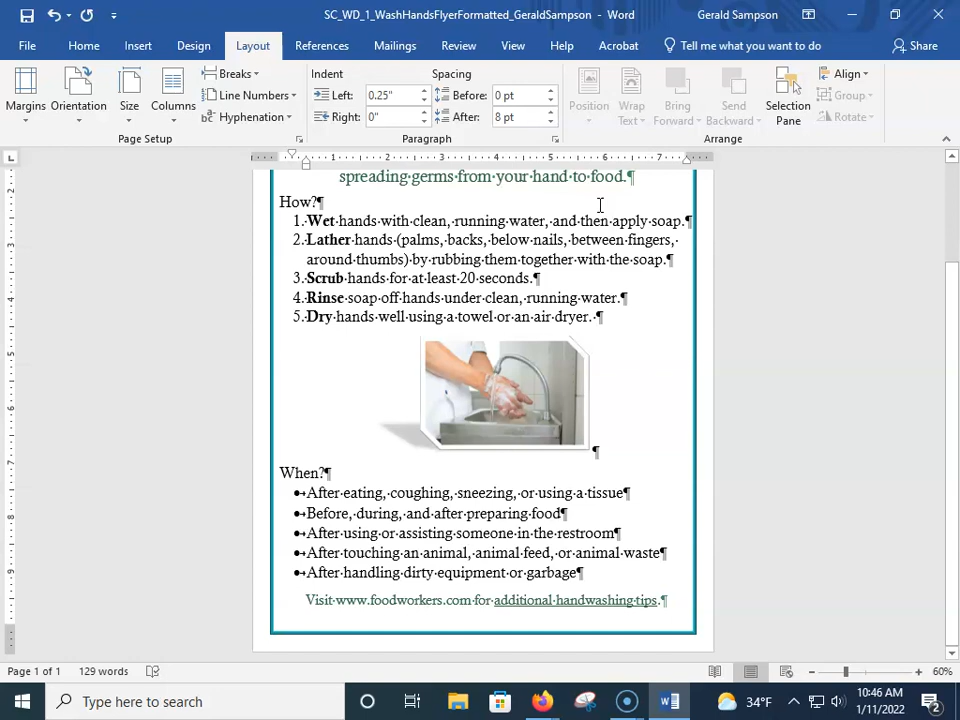 SC_WD_1_WashHandsFlyerFormatted_GeraldSampson - Word
Gerald Sampson
File Home Insert Design Layout References Mailings Review View Help Acrobat Tell me what you want to do Share
Margins
Orientation
Size
Columns
Breaks
Line Numbers
Hyphenation
Page Setup
Indent
Left: 0.25"
Right: 0"
Spacing
Before: 0 pt
After: 8 pt
Paragraph
Position
Wrap Text
Bring Forward
Send Backward
Selection Pane
Align
Group
Rotate
Arrange
1 2 3 4 5 6 7
spreading·germs·from·your·hand·to·food.¶
How?¶
1.·Wet·hands·with·clean,·running·water,·and·then·apply·soap.¶
2.·Lather·hands·(palms,·backs,·below·nails,·between·fingers,·
around·thumbs)·by·rubbing·them·together·with·the·soap.¶
3.·Scrub·hands·for·at·least·20·seconds.¶
4.·Rinse·soap·off·hands·under·clean,·running·water.¶
5.·Dry·hands·well·using·a·towel·or·an·air·dryer.·¶
¶
When?¶
•→After·eating,·coughing,·sneezing,·or·using·a·tissue¶
•→Before,·during,·and·after·preparing·food¶
•→After·using·or·assisting·someone·in·the·restroom¶
•→After·touching·an·animal,·animal·feed,·or·animal·waste¶
•→After·handling·dirty·equipment·or·garbage¶
Visit·www.foodworkers.com·for·additional·handwashing·tips.¶
Page 1 of 1 129 words
60%
Type here to search
34°F
10:46 AM
1/11/2022
2